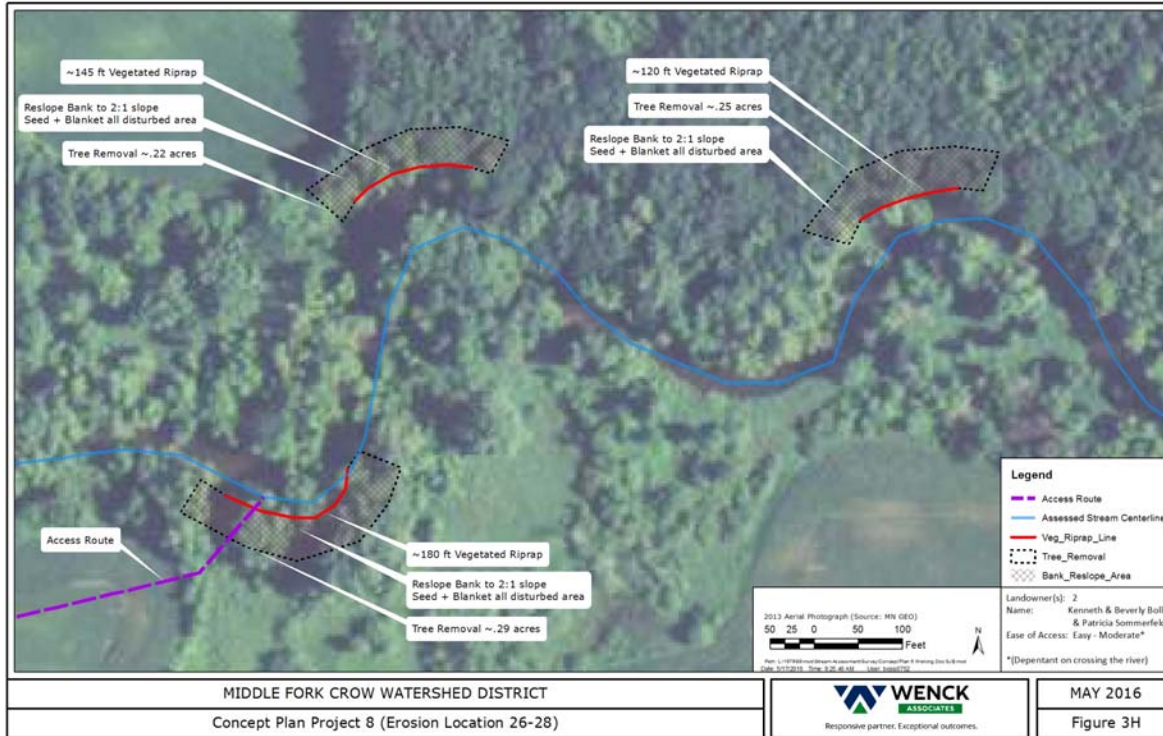 ~145 ft Vegetated Riprap
Reslope Bank to 2:1 slope
Seed + Blanket all disturbed area
Tree Removal ~.22 acres
~120 ft Vegetated Riprap
Tree Removal ~.25 acres
Reslope Bank to 2:1 slope
Seed + Blanket all disturbed area
Access Route
~180 ft Vegetated Riprap
Reslope Bank to 2:1 slope
Seed + Blanket all disturbed area
Tree Removal ~.29 acres
Legend
Access Route
Assessed Stream Centerline
Veg_Riprap_Line
Tree_Removal
Bank_Reslope_Area
Landowner(s): 2
Name: Kenneth & Beverly Boll
& Patricia Sommerfeld
Ease of Access: Easy - Moderate*
*(Dependant on crossing the river)
2013 Aerial Photograph (Source: MN GEO)
50 25 0 50 100
Feet
N
MIDDLE FORK CROW WATERSHED DISTRICT
Concept Plan Project 8 (Erosion Location 26-28)
WENCK
ASSOCIATES
Responsive partner. Exceptional outcomes.
MAY 2016
Figure 3H